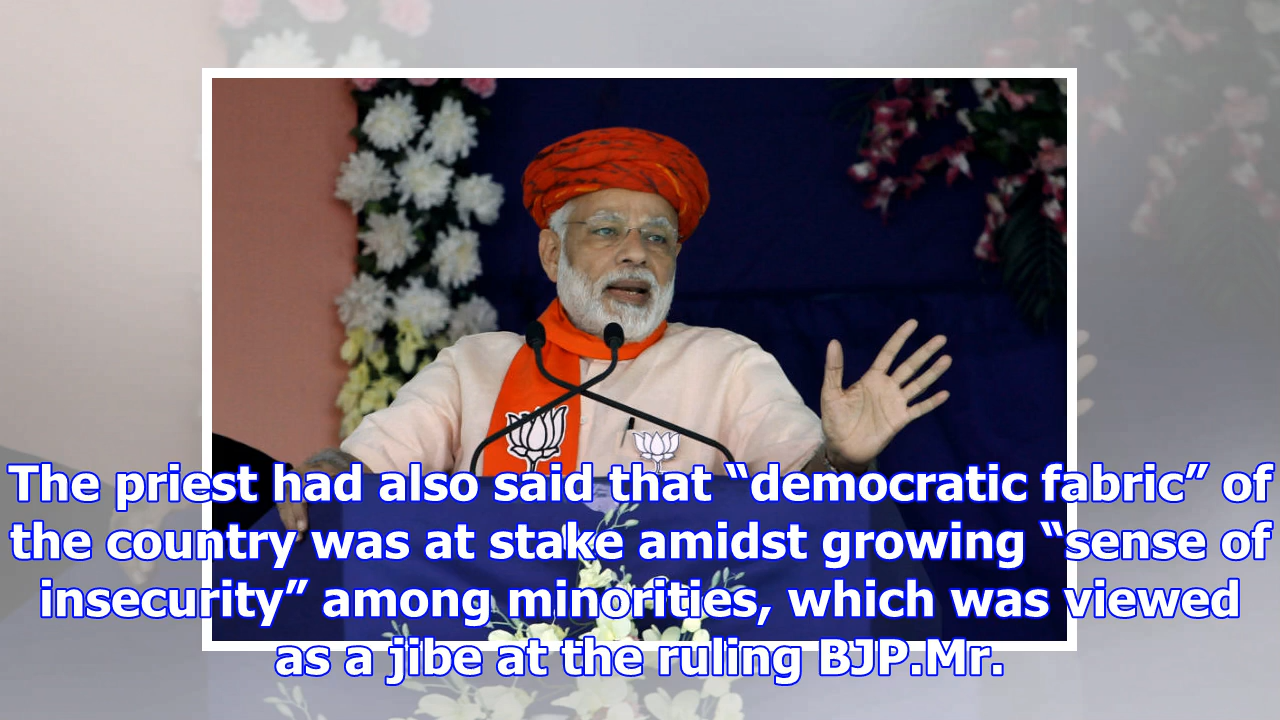 The priest had also said that “democratic fabric” of
the country was at stake amidst growing “sense of
insecurity” among minorities, which was viewed
as a jibe at the ruling BJP.Mr.